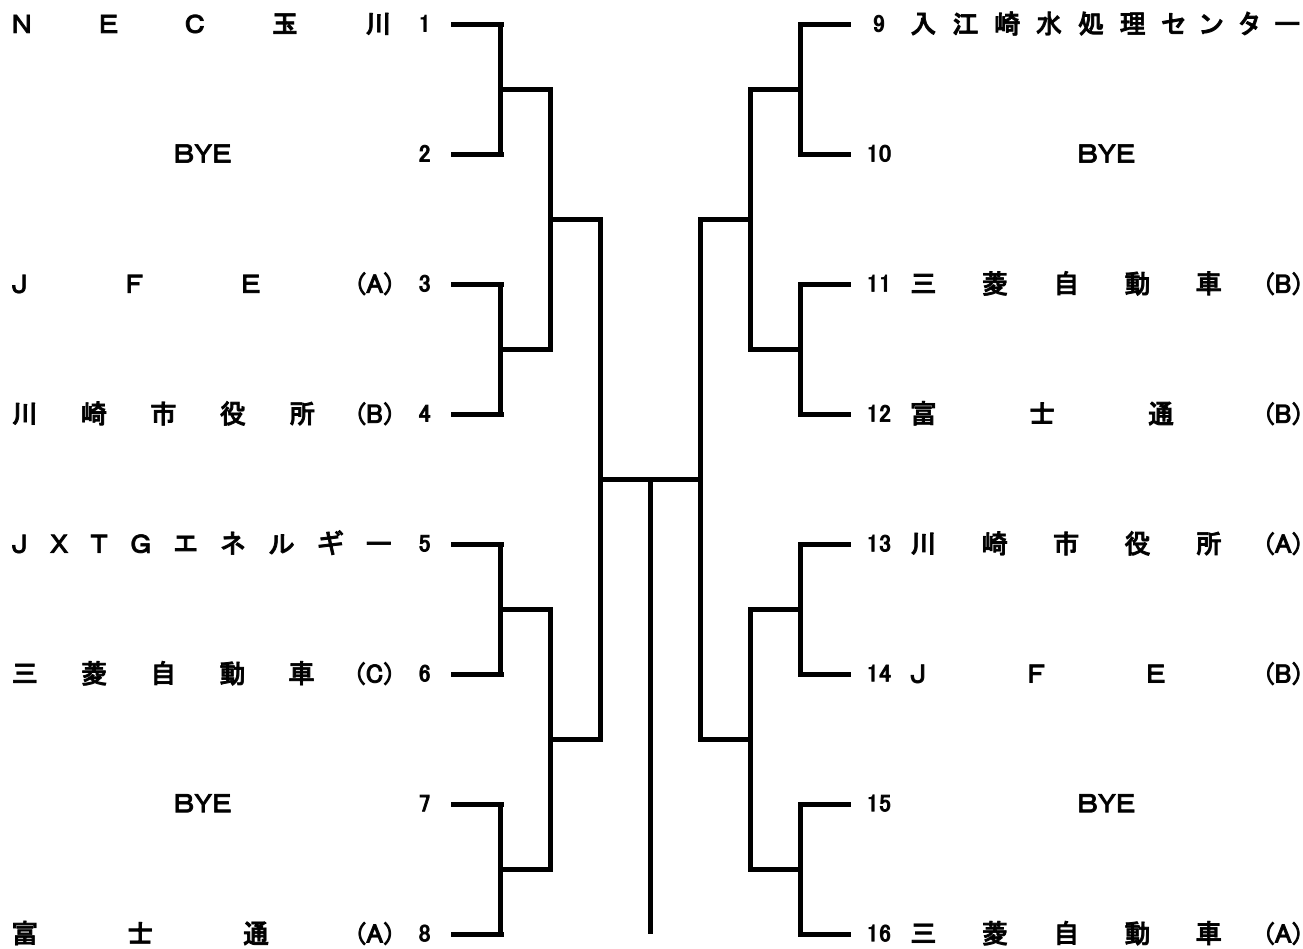 NEC玉川 1
BYE 2
JFE (A) 3
川崎市役所 (B) 4
JXTGエネルギー 5
三菱自動車 (C) 6
BYE 7
富士通 (A) 8
9 入江崎水処理センター
10 BYE
11 三菱自動車 (B)
12 富士通 (B)
13 川崎市役所 (A)
14 JFE (B)
15 BYE
16 三菱自動車 (A)